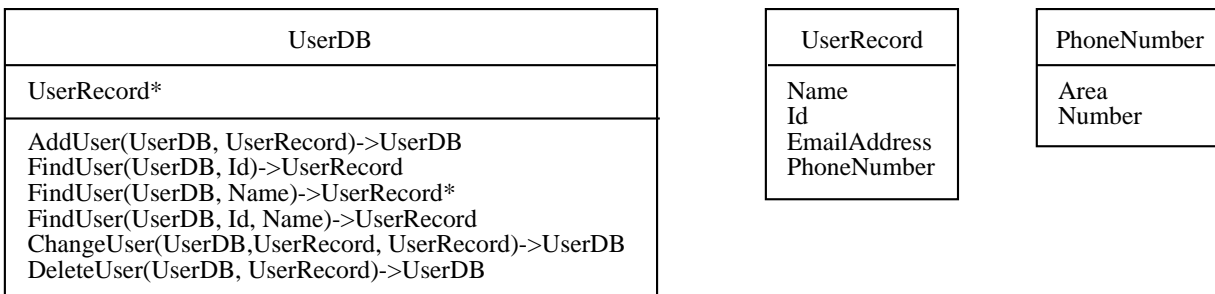 UserDB
UserRecord*
AddUser(UserDB, UserRecord)->UserDB
FindUser(UserDB, Id)->UserRecord
FindUser(UserDB, Name)->UserRecord*
FindUser(UserDB, Id, Name)->UserRecord
ChangeUser(UserDB,UserRecord, UserRecord)->UserDB
DeleteUser(UserDB, UserRecord)->UserDB
UserRecord
Name
Id
EmailAddress
PhoneNumber
PhoneNumber
Area
Number